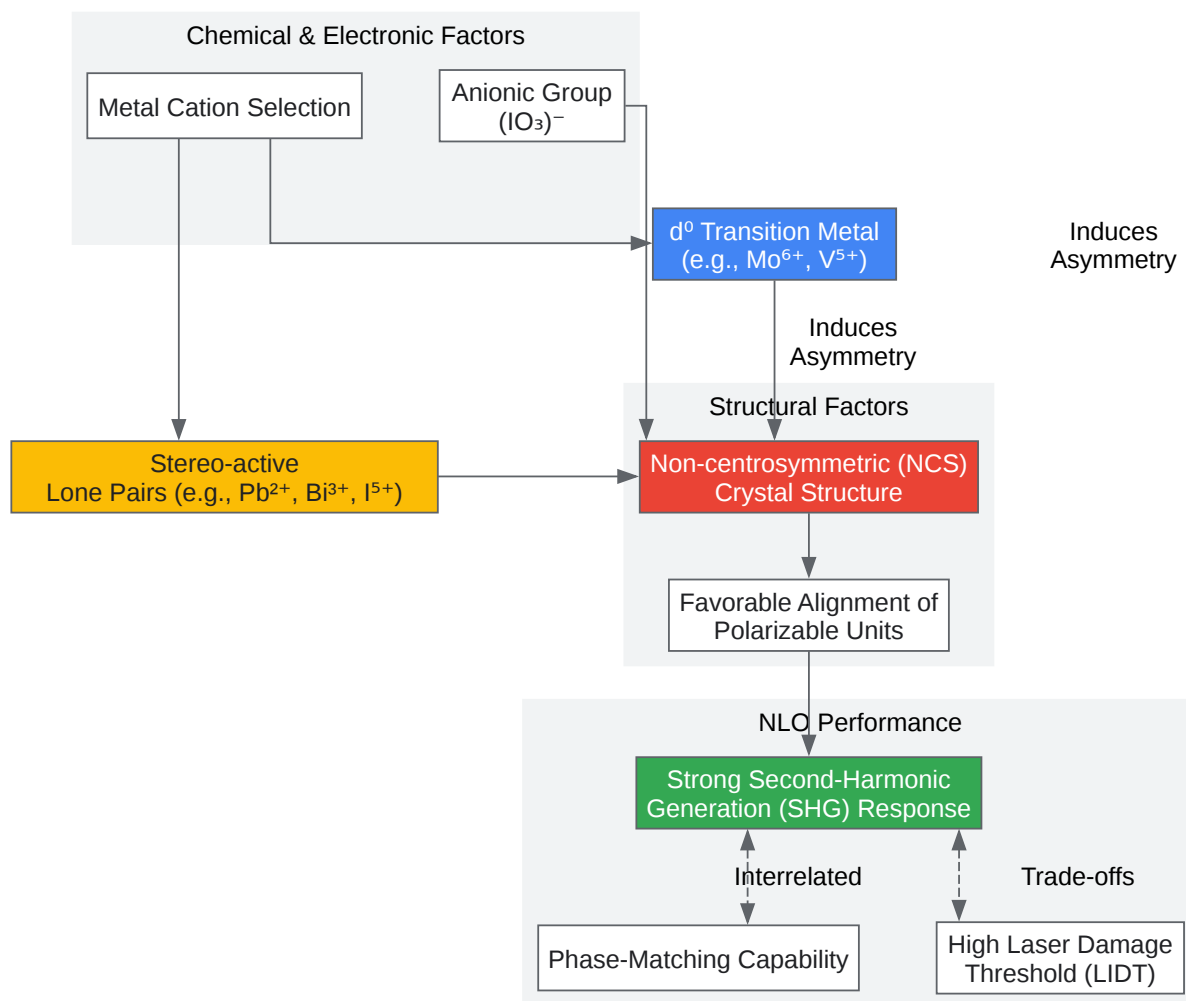 Chemical & Electronic Factors
Metal Cation Selection
Anionic Group
(IO₃)⁻
d⁰ Transition Metal
(e.g., Mo⁶⁺, V⁵⁺)
Induces
Asymmetry
Induces
Asymmetry
Structural Factors
Stereo-active
Lone Pairs (e.g., Pb²⁺, Bi³⁺, I⁵⁺)
Non-centrosymmetric (NCS)
Crystal Structure
Favorable Alignment of
Polarizable Units
NLO Performance
Strong Second-Harmonic
Generation (SHG) Response
Interrelated
Trade-offs
Phase-Matching Capability
High Laser Damage
Threshold (LIDT)